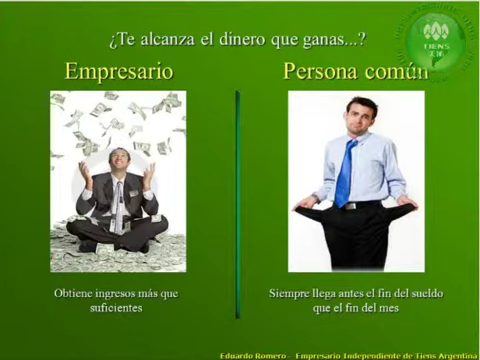 ¿Te alcanza el dinero que ganas...?
Empresario
Persona común
TIENS
Obtiene ingresos más que
suficientes
Siempre llega antes el fin del sueldo
que el fin del mes
Eduardo Romero - Empresario Independiente de Tiens Argentina